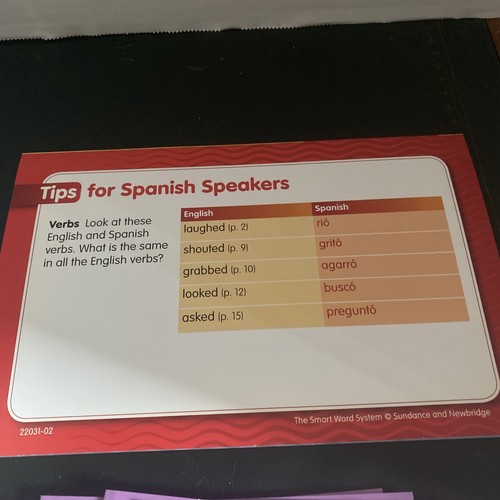 Tips for Spanish Speakers
Verbs Look at these
English and Spanish
verbs. What is the same
in all the English verbs?
English Spanish
laughed (p. 2) rió
shouted (p. 9) gritó
grabbed (p. 10) agarró
looked (p. 12) buscó
asked (p. 15) preguntó
22031-02
The Smart Word System © Sundance and Newbridge